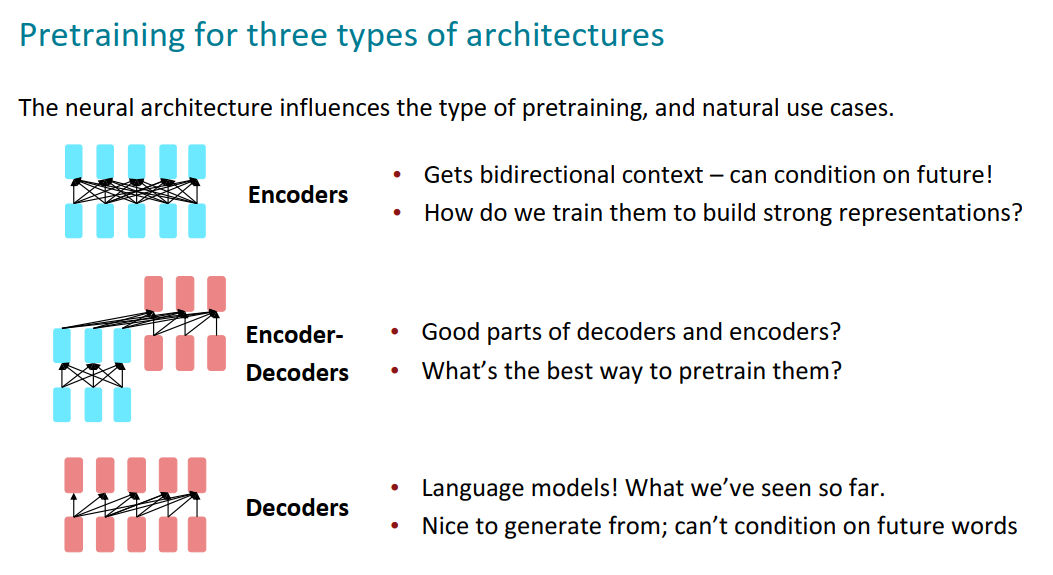 Pretraining for three types of architectures
The neural architecture influences the type of pretraining, and natural use cases.
Encoders
• Gets bidirectional context – can condition on future!
• How do we train them to build strong representations?
Encoder-
Decoders
• Good parts of decoders and encoders?
• What’s the best way to pretrain them?
Decoders
• Language models! What we’ve seen so far.
• Nice to generate from; can’t condition on future words